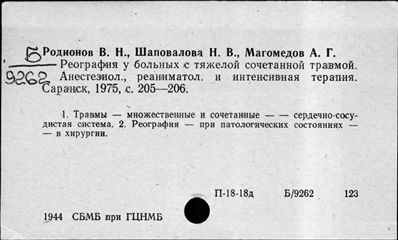 Б
9262
Родионов В. Н., Шаповалова Н. В., Магомедов А. Г.
Реография у больных с тяжелой сочетанной травмой.
Анестезиол., реаниматол. и интенсивная терапия.
Саранск, 1975, с. 205—206.
1. Травмы — множественные и сочетанные — — сердечно-сосу-
дистая система. 2. Реография — при патологических состояниях —
— в хирургии.
П-18-18д Б/9262 123
1944 СБМБ при ГЦНМБ